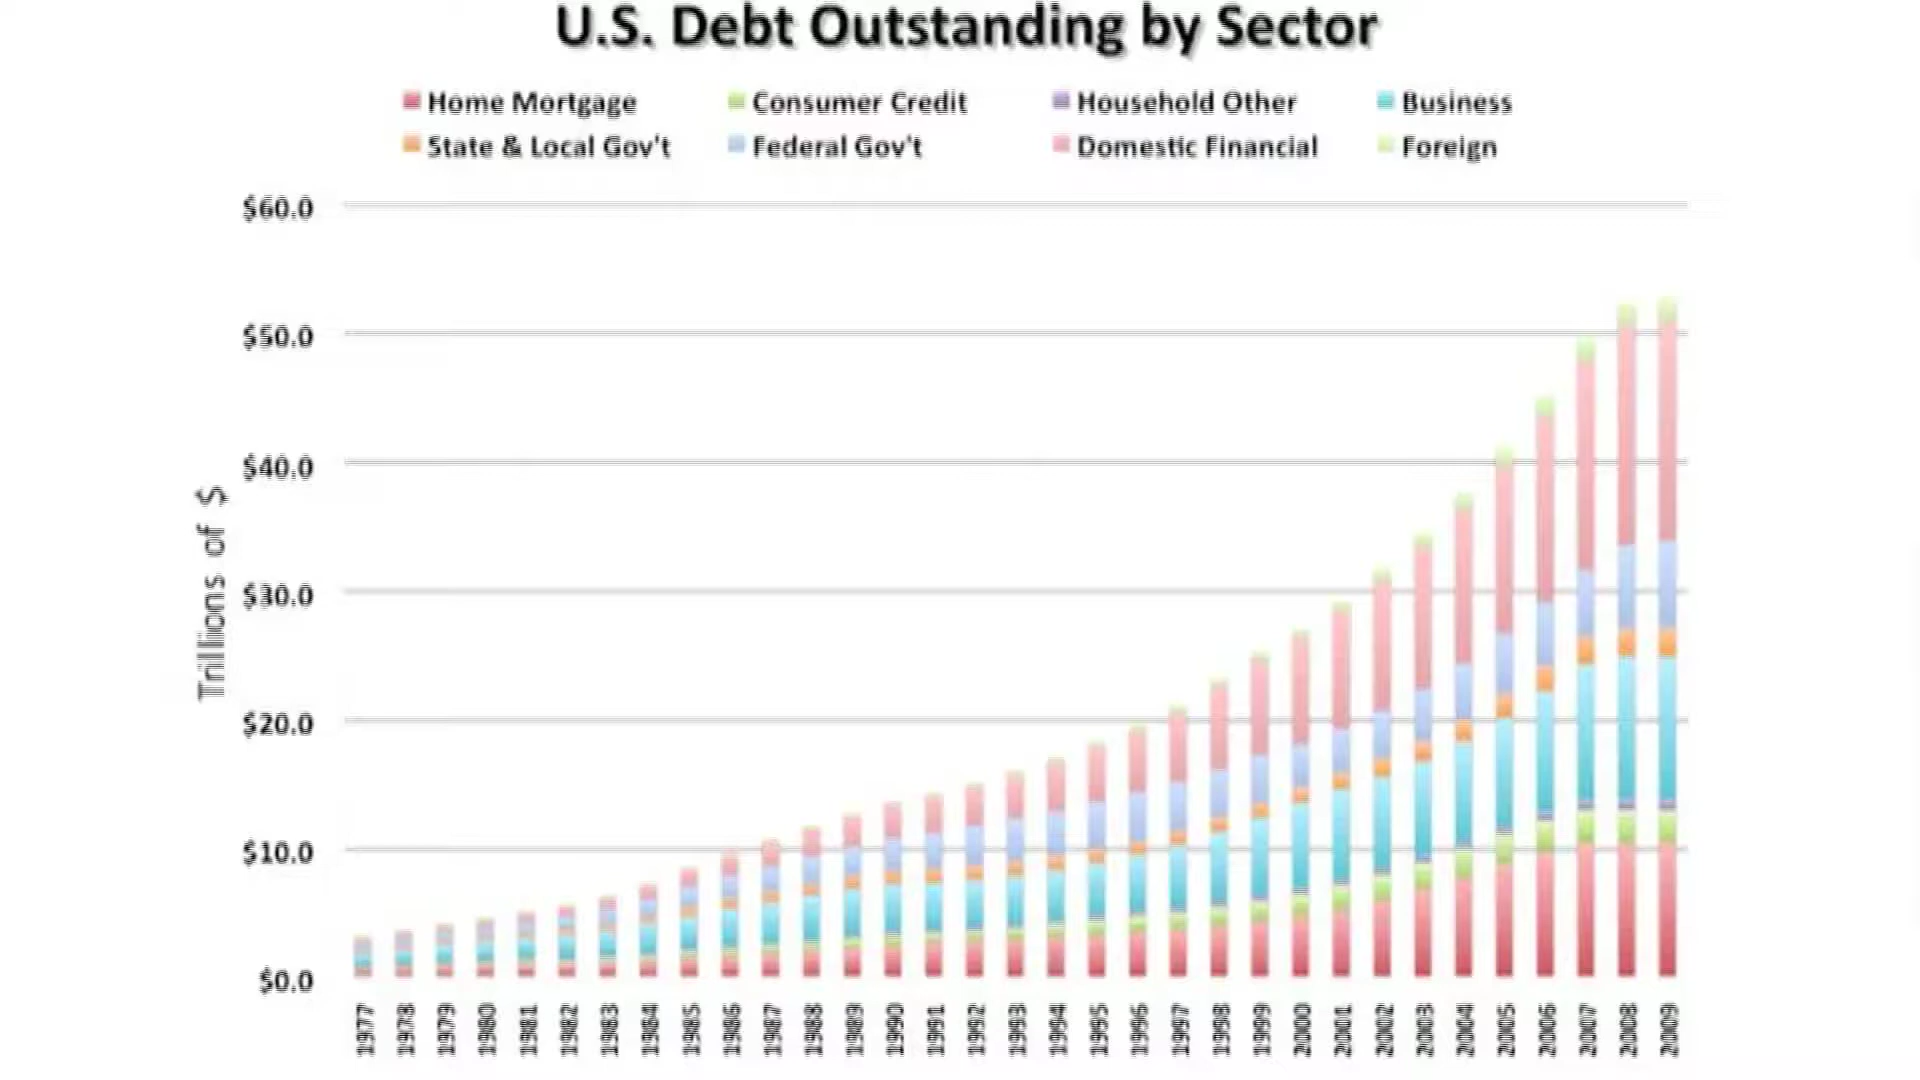 U.S. Debt Outstanding by Sector
Home Mortgage Consumer Credit Household Other Business
State & Local Gov't Federal Gov't Domestic Financial Foreign
$60.0
$50.0
$40.0
$30.0
$20.0
$10.0
$0.0
Trillions of $
1977 1978 1979 1980 1981 1982 1983 1984 1985 1986 1987 1988 1989 1990 1991 1992 1993 1994 1995 1996 1997 1998 1999 2000 2001 2002 2003 2004 2005 2006 2007 2008 2009